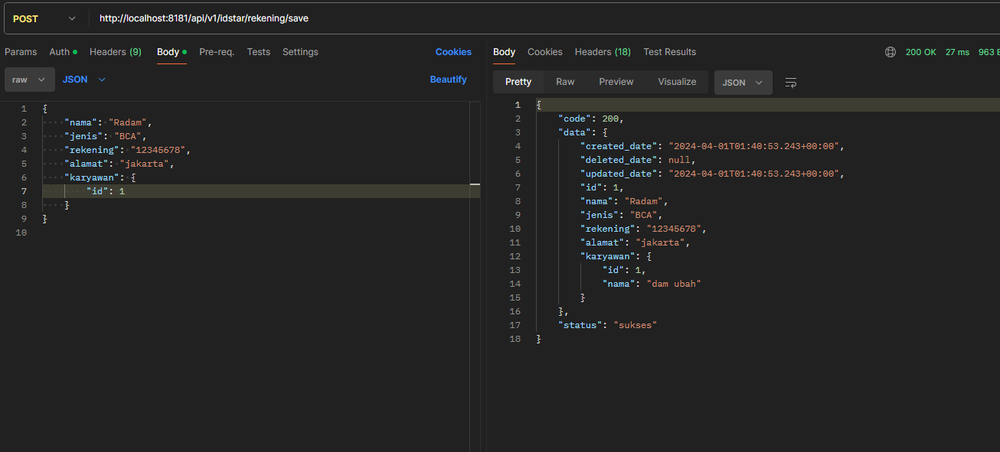 POST http://localhost:8181/api/v1/idstar/rekening/save
Params Auth Headers (9) Body Pre-req. Tests Settings Cookies
raw JSON Beautify
1 {
2 "nama": "Radam",
3 "jenis": "BCA",
4 "rekening": "12345678",
5 "alamat": "jakarta",
6 "karyawan": {
7 "id": 1
8 }
9 }
10
Body Cookies Headers (18) Test Results 200 OK 27 ms 963
Pretty Raw Preview Visualize JSON
1 {
2 "code": 200,
3 "data": {
4 "created_date": "2024-04-01T01:40:53.243+00:00",
5 "deleted_date": null,
6 "updated_date": "2024-04-01T01:40:53.243+00:00",
7 "id": 1,
8 "nama": "Radam",
9 "jenis": "BCA",
10 "rekening": "12345678",
11 "alamat": "jakarta",
12 "karyawan": {
13 "id": 1,
14 "nama": "dam ubah"
15 }
16 },
17 "status": "sukses"
18 }